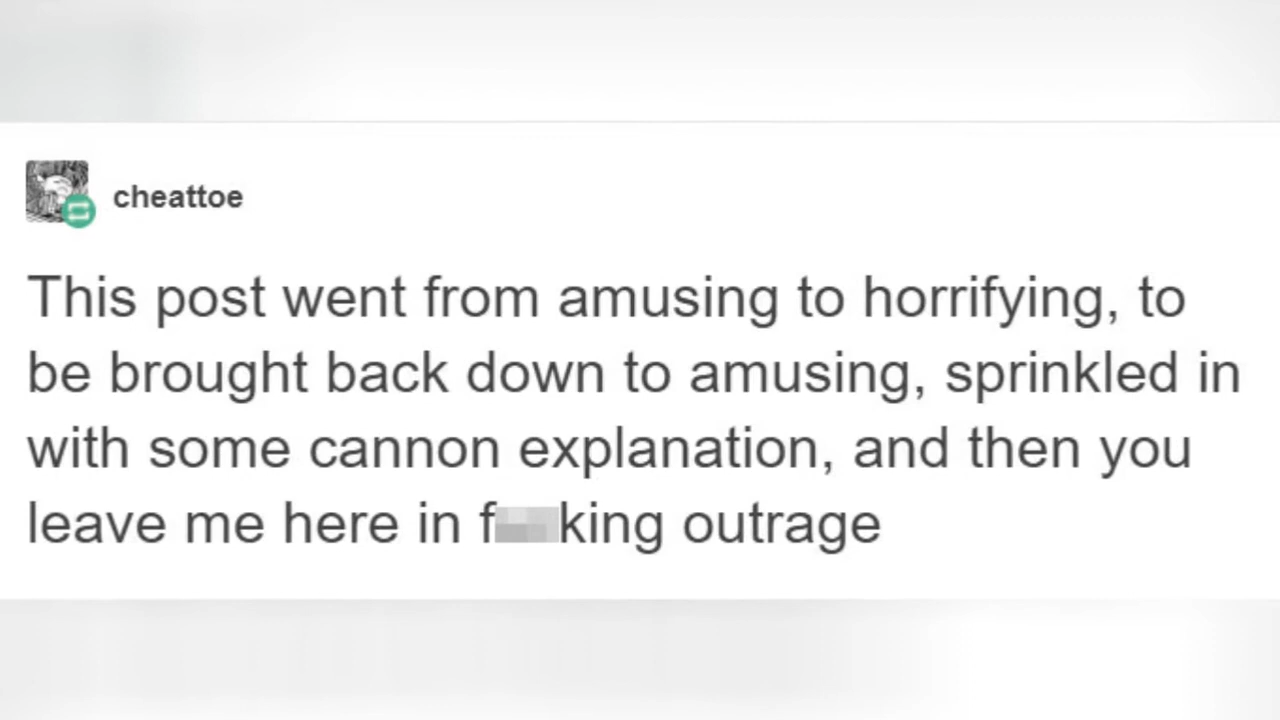 cheattoe
This post went from amusing to horrifying, to
be brought back down to amusing, sprinkled in
with some cannon explanation, and then you
leave me here in f king outrage